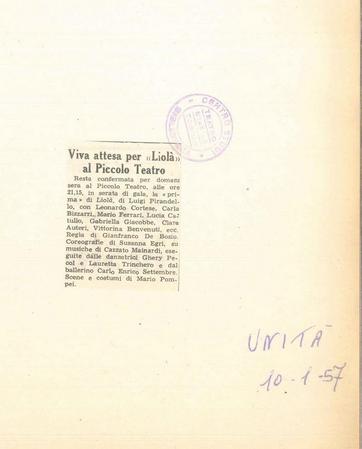 CENTRO STUDI
TEATRO
Viva attesa per «Liolà»
al Piccolo Teatro
Resta confermata per domani
sera al Piccolo Teatro, alle ore
21,15, in serata di gala, la «pri-
ma» di Liolà, di Luigi Pirandel-
lo, con Leonardo Cortese, Carla
Bizzarri, Mario Ferrari, Lucia Ca-
tullo, Gabriella Giacobbe, Clara
Auteri, Vittorina Benvenuti, ecc.
Regia di Gianfranco De Bosio.
Coreografie di Susanna Egri, su
musiche di Cazzato Mainardi, ese-
guite dalle danzatrici Ghery Pe-
col e Lauretta Trinchero e dal
ballerino Carlo Enrico Settembre.
Scene e costumi di Mario Pom-
pei.
UNITÀ
10-1-57